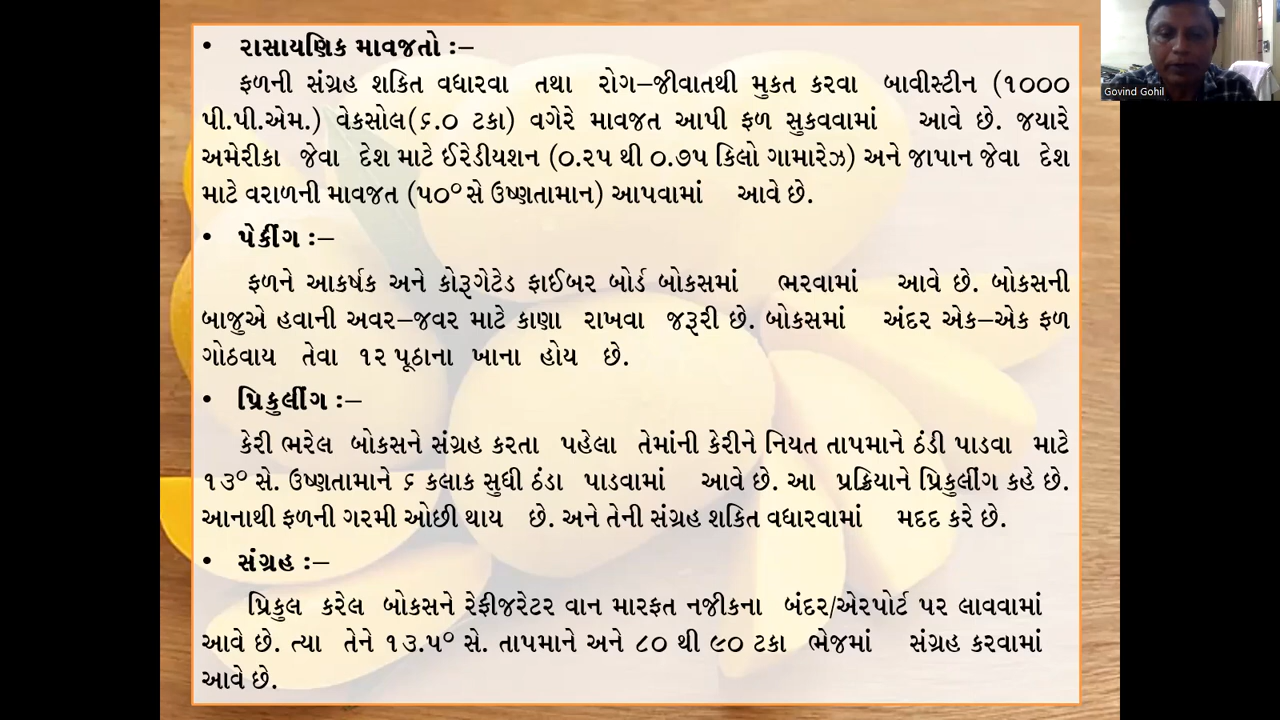 • રાસાયણિક માવજતો :–
ફળની સંગ્રહ શકિત વધારવા તથા રોગ–જીવાતથી મુકત કરવા બાવીસ્ટીન (૧૦૦૦
પી.પી.એમ.) વેકસોલ(૬.૦ ટકા) વગેરે માવજત આપી ફળ સુકવવામાં આવે છે. જયારે
અમેરીકા જેવા દેશ માટે ઈરેડીયશન (૦.૨૫ થી ૦.૭૫ કિલો ગામારેઝ) અને જાપાન જેવા દેશ
માટે વરાળની માવજત (૫૦° સે ઉષ્ણતામાન) આપવામાં આવે છે.
• પેકીંગ :–
ફળને આકર્ષક અને કોરૂગેટેડ ફાઈબર બોર્ડ બોકસમાં ભરવામાં આવે છે. બોકસની
બાજુએ હવાની અવર–જવર માટે કાણા રાખવા જરૂરી છે. બોકસમાં અંદર એક–એક ફળ
ગોઠવાય તેવા ૧૨ પૂઠાના ખાના હોય છે.
• પ્રિકુલીંગ :–
કેરી ભરેલ બોકસને સંગ્રહ કરતા પહેલા તેમાંની કેરીને નિયત તાપમાને ઠંડી પાડવા માટે
૧૩° સે. ઉષ્ણતામાને ૬ કલાક સુધી ઠંડા પાડવામાં આવે છે. આ પ્રક્રિયાને પ્રિકુલીંગ કહે છે.
આનાથી ફળની ગરમી ઓછી થાય છે. અને તેની સંગ્રહ શકિત વધારવામાં મદદ કરે છે.
• સંગ્રહ :–
પ્રિકુલ કરેલ બોકસને રેફીજરેટર વાન મારફત નજીકના બંદર/એરપોર્ટ પર લાવવામાં
આવે છે. ત્યા તેને ૧૩.૫° સે. તાપમાને અને ૮૦ થી ૯૦ ટકા ભેજમાં સંગ્રહ કરવામાં
આવે છે.
Govind Gohil